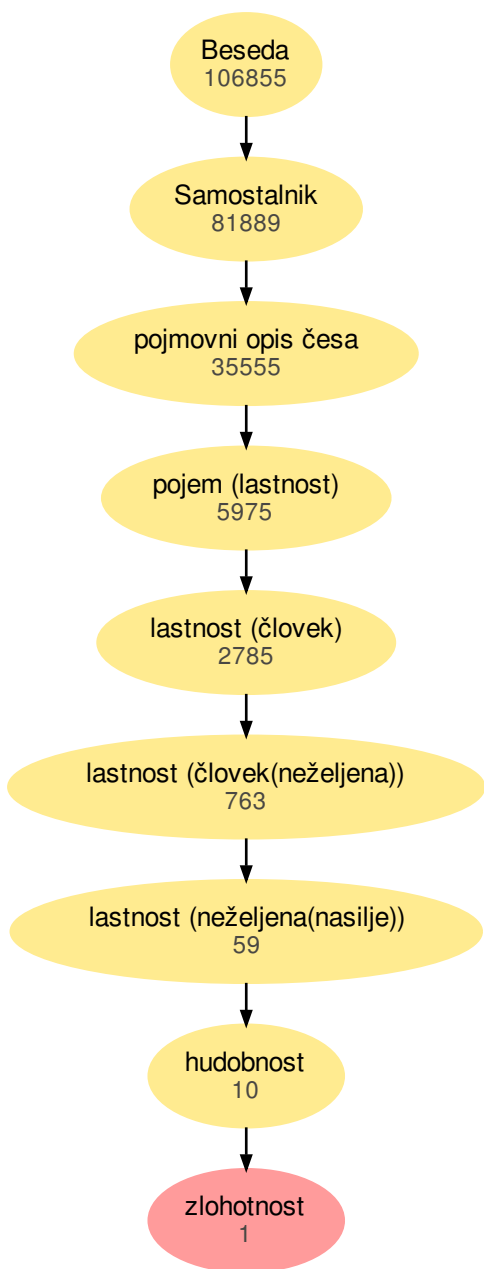 Beseda
106855
Samostalnik
81889
pojmovni opis česa
35555
pojem (lastnost)
5975
lastnost (človek)
2785
lastnost (človek(neželjena))
763
lastnost (neželjena(nasilje))
59
hudobnost
10
zlohotnost
1